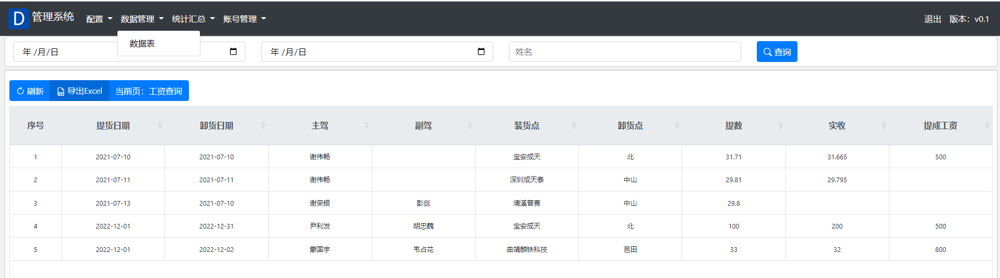 D 管理系统 配置 数据管理 统计汇总 账号管理 退出 版本：v0.1
数据表
年 /月/日 年 /月/日 姓名 查询
刷新 导出Excel 当前页：工资查询
序号 提货日期 卸货日期 主驾 副驾 装货点 卸货点 提数 实收 提成工资
1 2021-07-10 2021-07-10 谢伟畅 宝安成天 北 31.71 31.665 500
2 2021-07-11 2021-07-11 谢伟畅 深圳成天泰 中山 29.81 29.795
3 2021-07-13 2021-07-10 谢荣银 彭剑 清溪普赛 中山 29.8
4 2022-12-01 2022-12-31 尹利发 胡忠魏 宝安成天 北 100 200 500
5 2022-12-01 2022-12-02 蒙国宇 韦占花 曲靖麟铁科技 芭田 33 32 800